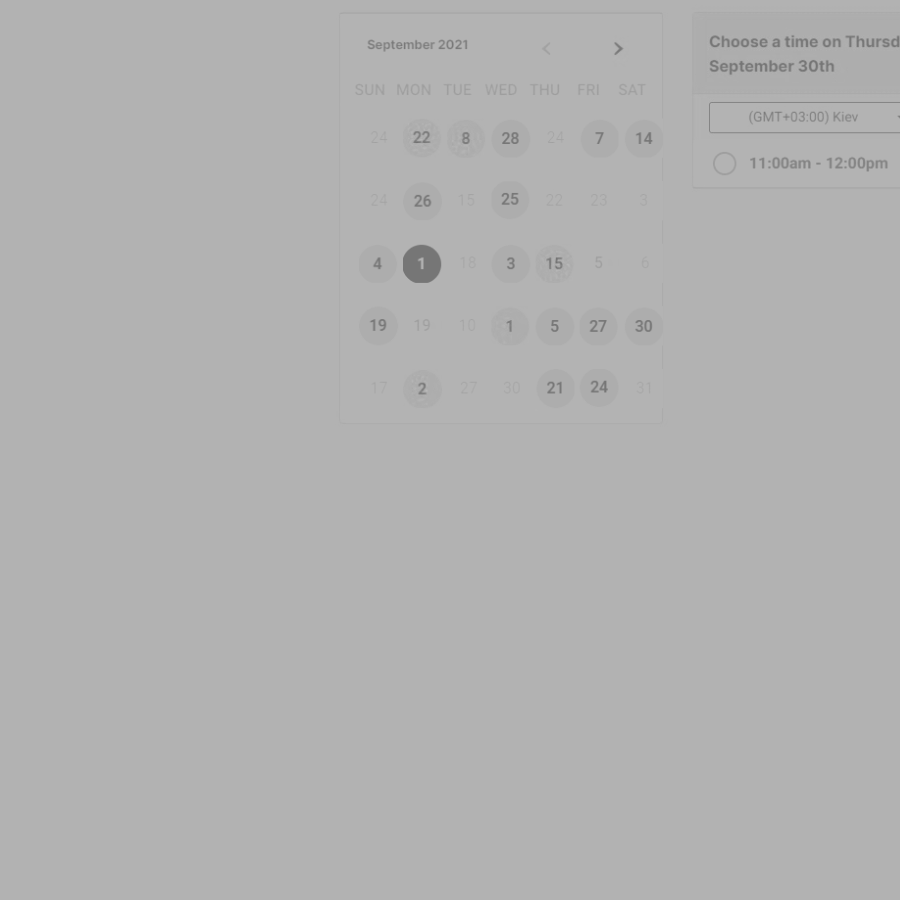 September 2021
SUN MON TUE WED THU FRI SAT
24 22 8 28 24 7 14
24 26 15 25 22 23 3
4 1 18 3 15 5 6
19 19 10 1 5 27 30
17 2 27 30 21 24 31
Choose a time on Thursd
September 30th
(GMT+03:00) Kiev
11:00am - 12:00pm